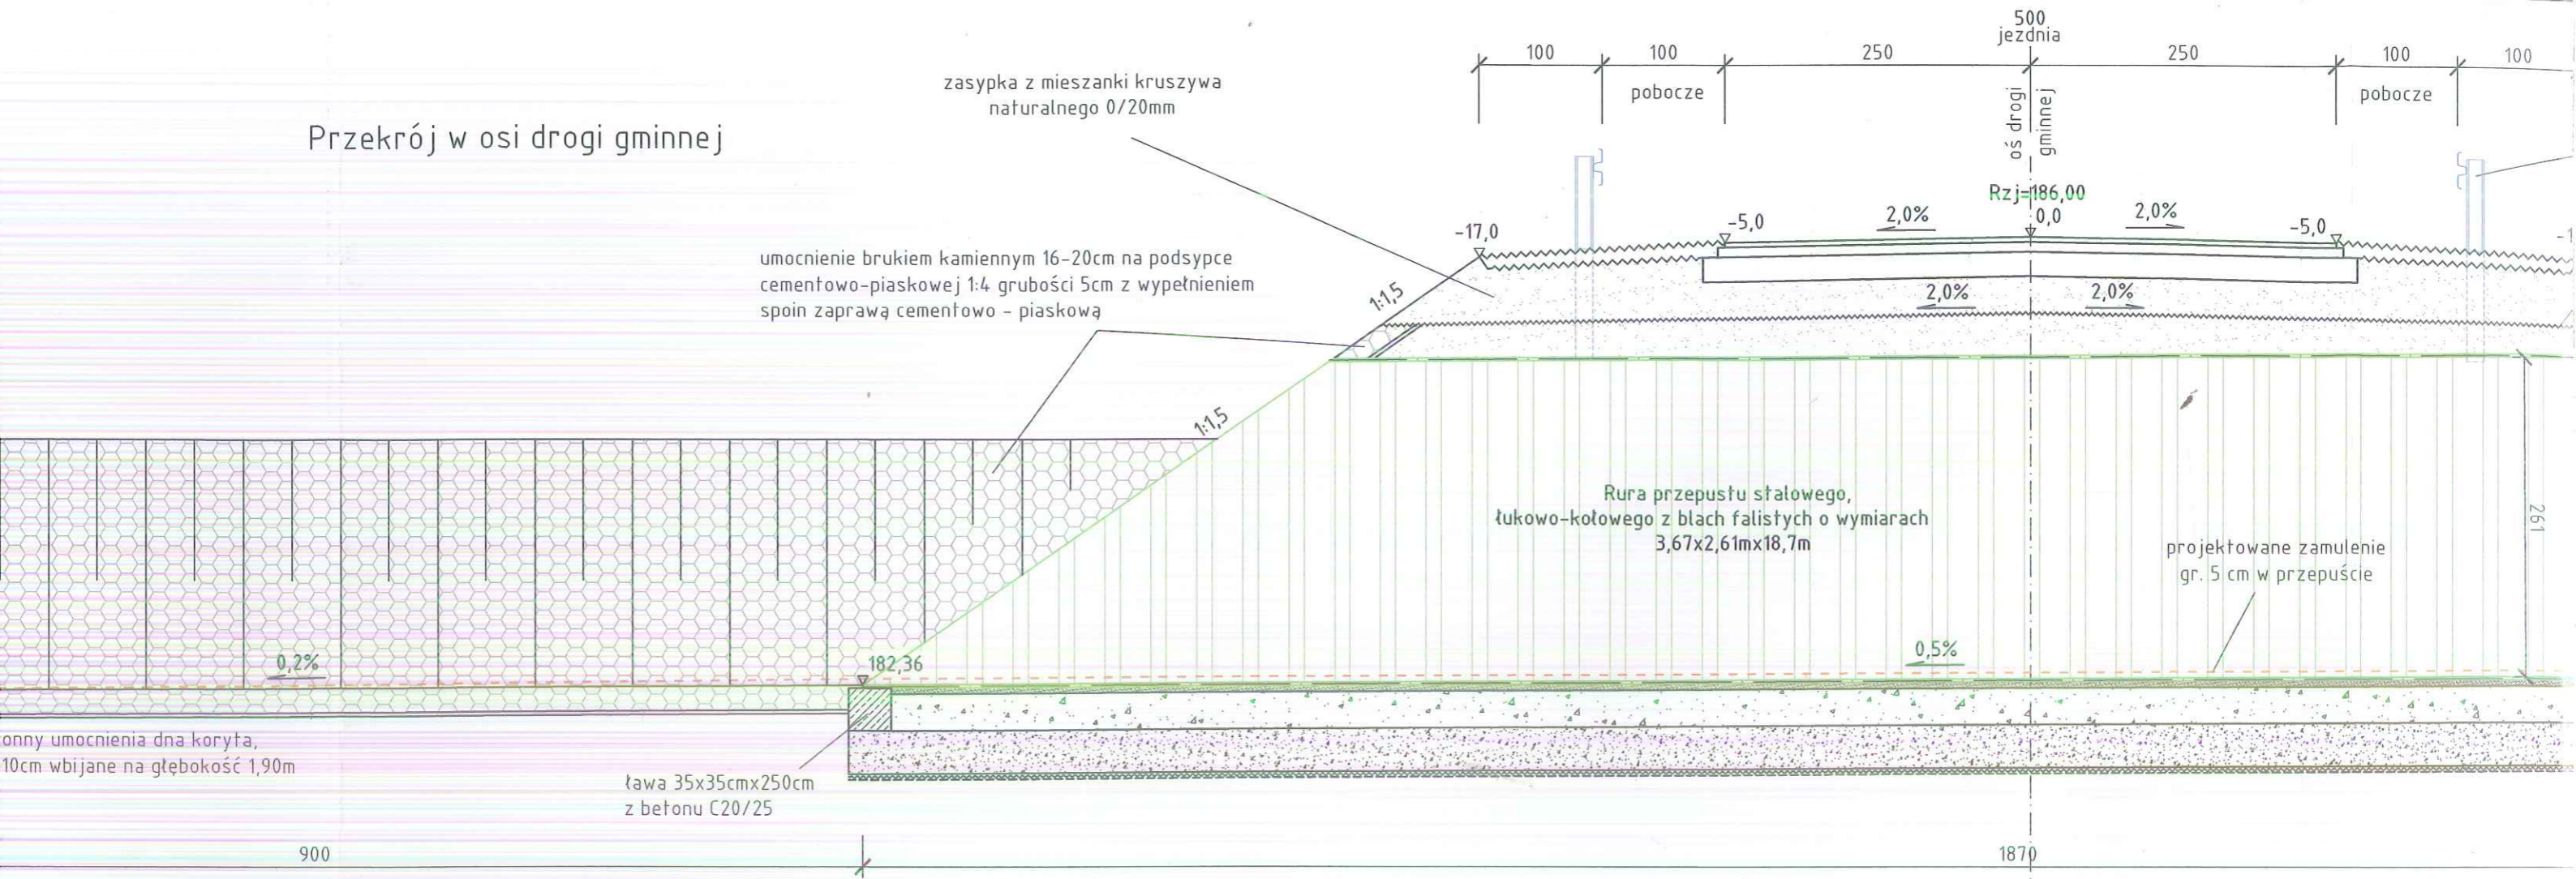 500
jezdnia
100
100
250
250
100
100
pobocze
oś drogi
gminnej
pobocze
zasypka z mieszanki kruszywa
naturalnego 0/20mm
Przekrój w osi drogi gminnej
Rzj=186,00
-17,0
-5,0
2,0%
0,0
2,0%
-5,0
umocnienie brukiem kamiennym 16-20cm na podsypce
cementowo-piaskowej 1:4 grubości 5cm z wypełnieniem
spoin zaprawą cementowo - piaskową
1:1,5
2,0%
2,0%
1:1,5
Rura przepustu stalowego,
łukowo-kołowego z blach falistych o wymiarach
3,67x2,61mx18,7m
261
projektowane zamulenie
gr. 5 cm w przepuście
0,2%
182,36
0,5%
onny umocnienia dna koryta,
10cm wbijane na głębokość 1,90m
ława 35x35cmx250cm
z betonu C20/25
900
1870